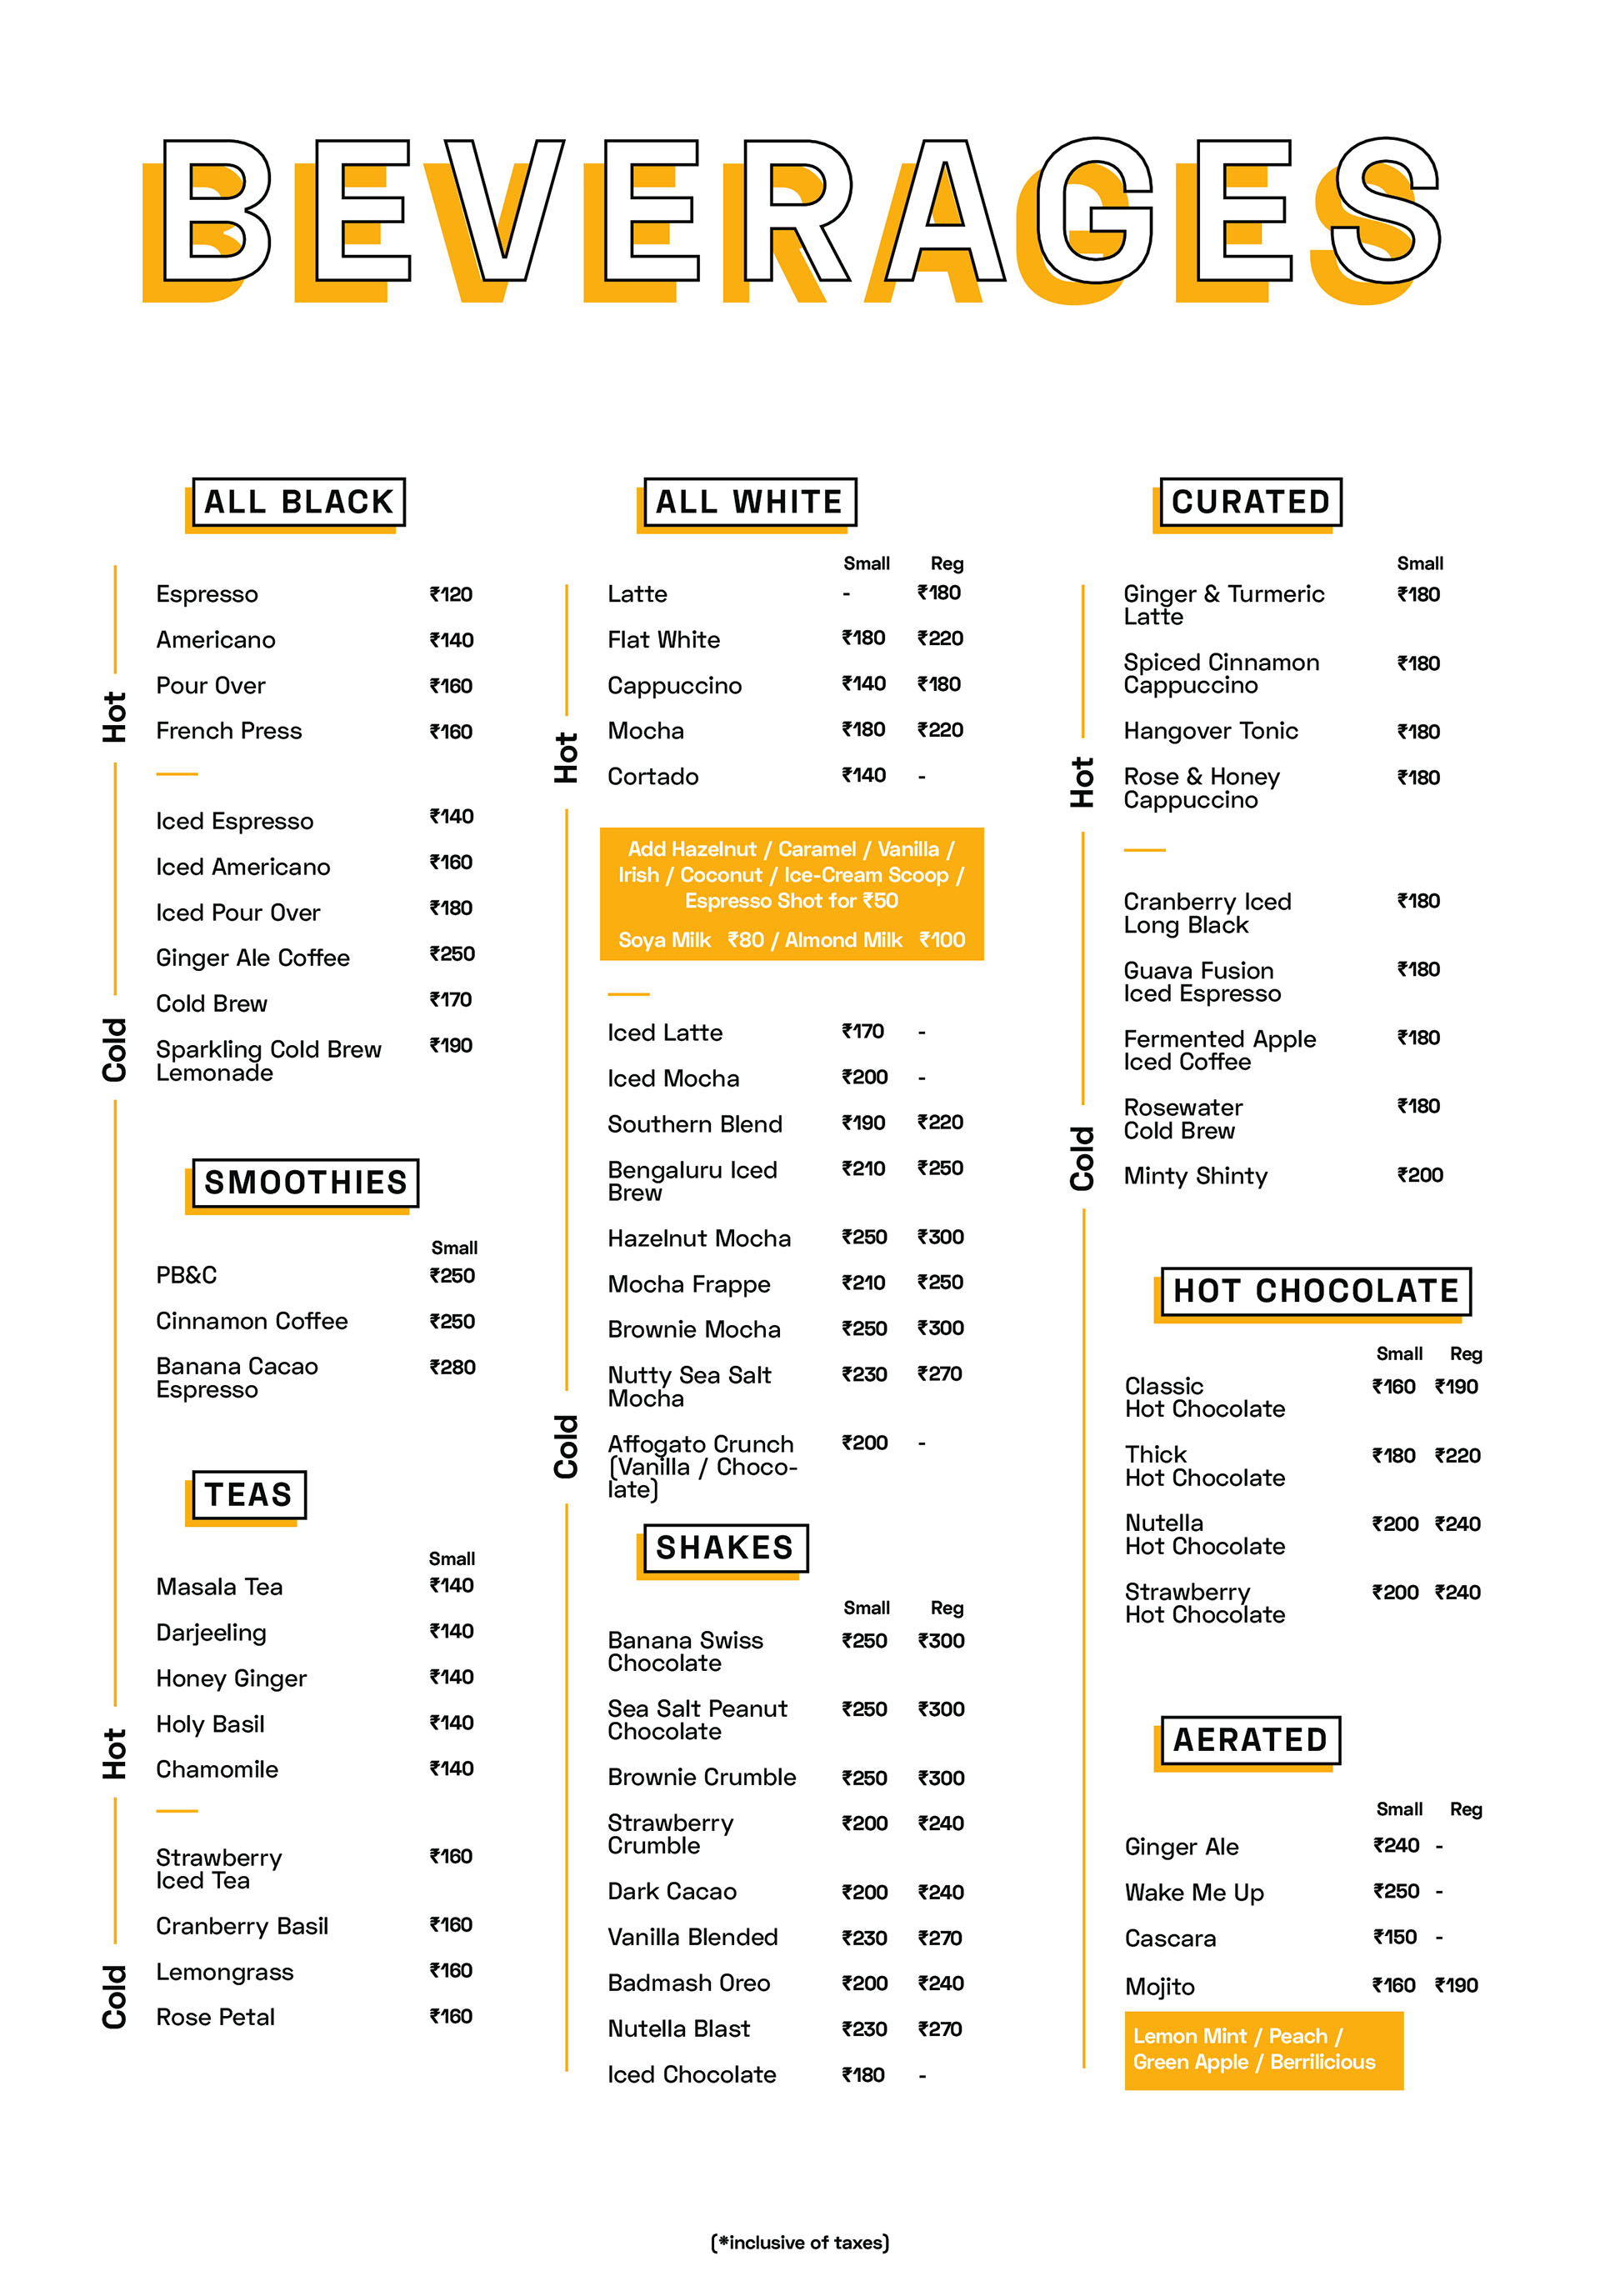 BEVERAGES
ALL BLACK
Hot
Espresso ₹120
Americano ₹140
Pour Over ₹160
French Press ₹160
Cold
Iced Espresso ₹140
Iced Americano ₹160
Iced Pour Over ₹180
Ginger Ale Coffee ₹250
Cold Brew ₹170
Sparkling Cold Brew ₹190
Lemonade
SMOOTHIES
Small
PB&C ₹250
Cinnamon Coffee ₹250
Banana Cacao ₹280
Espresso
TEAS
Small
Hot
Masala Tea ₹140
Darjeeling ₹140
Honey Ginger ₹140
Holy Basil ₹140
Chamomile ₹140
Cold
Strawberry ₹160
Iced Tea
Cranberry Basil ₹160
Lemongrass ₹160
Rose Petal ₹160
ALL WHITE
Small Reg
Hot
Latte - ₹180
Flat White ₹180 ₹220
Cappuccino ₹140 ₹180
Mocha ₹180 ₹220
Cortado ₹140 -
Add Hazelnut / Caramel / Vanilla /
Irish / Coconut / Ice-Cream Scoop /
Espresso Shot for ₹50
Soya Milk ₹80 / Almond Milk ₹100
Cold
Iced Latte ₹170 -
Iced Mocha ₹200 -
Southern Blend ₹190 ₹220
Bengaluru Iced ₹210 ₹250
Brew
Hazelnut Mocha ₹250 ₹300
Mocha Frappe ₹210 ₹250
Brownie Mocha ₹250 ₹300
Nutty Sea Salt ₹230 ₹270
Mocha
Affogato Crunch ₹200 -
(Vanilla / Choco-
late)
SHAKES
Small Reg
Banana Swiss ₹250 ₹300
Chocolate
Sea Salt Peanut ₹250 ₹300
Chocolate
Brownie Crumble ₹250 ₹300
Strawberry ₹200 ₹240
Crumble
Dark Cacao ₹200 ₹240
Vanilla Blended ₹230 ₹270
Badmash Oreo ₹200 ₹240
Nutella Blast ₹230 ₹270
Iced Chocolate ₹180 -
CURATED
Small
Hot
Ginger & Turmeric ₹180
Latte
Spiced Cinnamon ₹180
Cappuccino
Hangover Tonic ₹180
Rose & Honey ₹180
Cappuccino
Cold
Cranberry Iced ₹180
Long Black
Guava Fusion ₹180
Iced Espresso
Fermented Apple ₹180
Iced Coffee
Rosewater ₹180
Cold Brew
Minty Shinty ₹200
HOT CHOCOLATE
Small Reg
Classic ₹160 ₹190
Hot Chocolate
Thick ₹180 ₹220
Hot Chocolate
Nutella ₹200 ₹240
Hot Chocolate
Strawberry ₹200 ₹240
Hot Chocolate
AERATED
Small Reg
Ginger Ale ₹240 -
Wake Me Up ₹250 -
Cascara ₹150 -
Mojito ₹160 ₹190
Lemon Mint / Peach /
Green Apple / Berrilicious
(*inclusive of taxes)